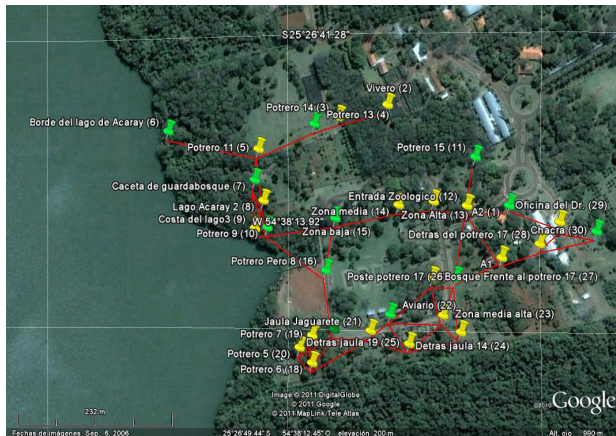 S25°26'41.28"
Vivero (2)
Potrero 14 (3)
Potrero 13 (4)
Borde del lago de Acaray (6)
Potrero 11 (5)
Potrero 15 (11)
Caceta de guardabosque (7)
Entrada Zoologico (12)
Lago Acaray 2 (8)
A2 (1)
Oficina del Dr. (29)
Zona media (14)
Zona Alta (13)
Costa del lago3 (9)
W 54°38'13.92"
Chacra (30)
Potrero 9 (10)
Zona baja (15)
Detras del potrero 17 (28)
Potrero Pero 8 (16)
A1
Poste potrero 17 (26
Bosque Frente al potrero 17 (27)
Aviario (22)
Zona media alta (23)
Jaula Jaguarete (21)
Potrero 7 (19)
Detras jaula 19 (25)
Detras jaula 14 (24)
Potrero 5 (20)
Potrero 6 (18)
Image © 2011 DigitalGlobe
© 2011 Google
© 2011 MapLink/Tele Atlas
©2010 Google
232 m
Fechas de imágenes: Sep. 6, 2006
25°26'49.44" S
54°38'12.45" O
elevación 200 m
Alt. ojo
990 m